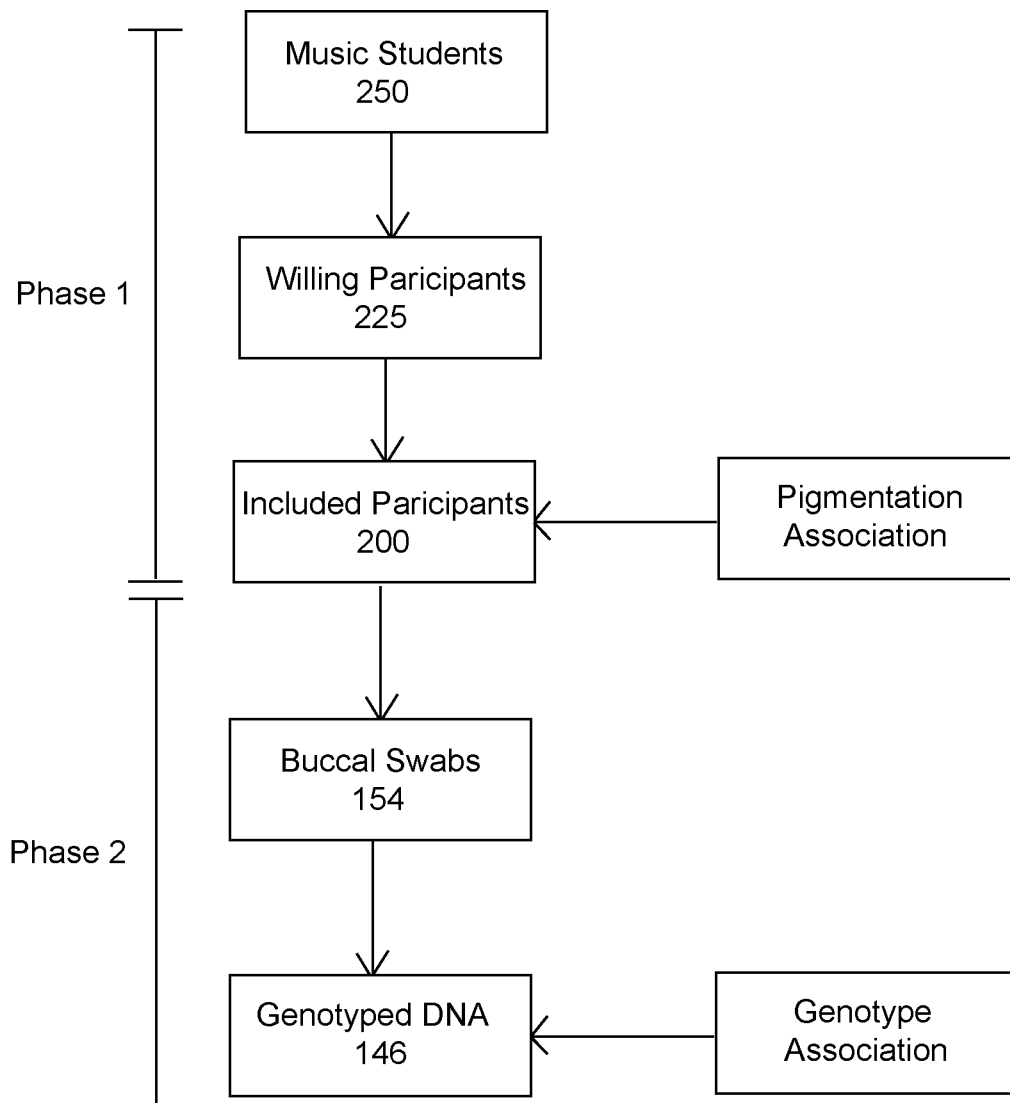 Music Students
250
Willing Paricipants
225
Phase 1
Included Paricipants
200
Pigmentation
Association
Buccal Swabs
154
Phase 2
Genotyped DNA
146
Genotype
Association